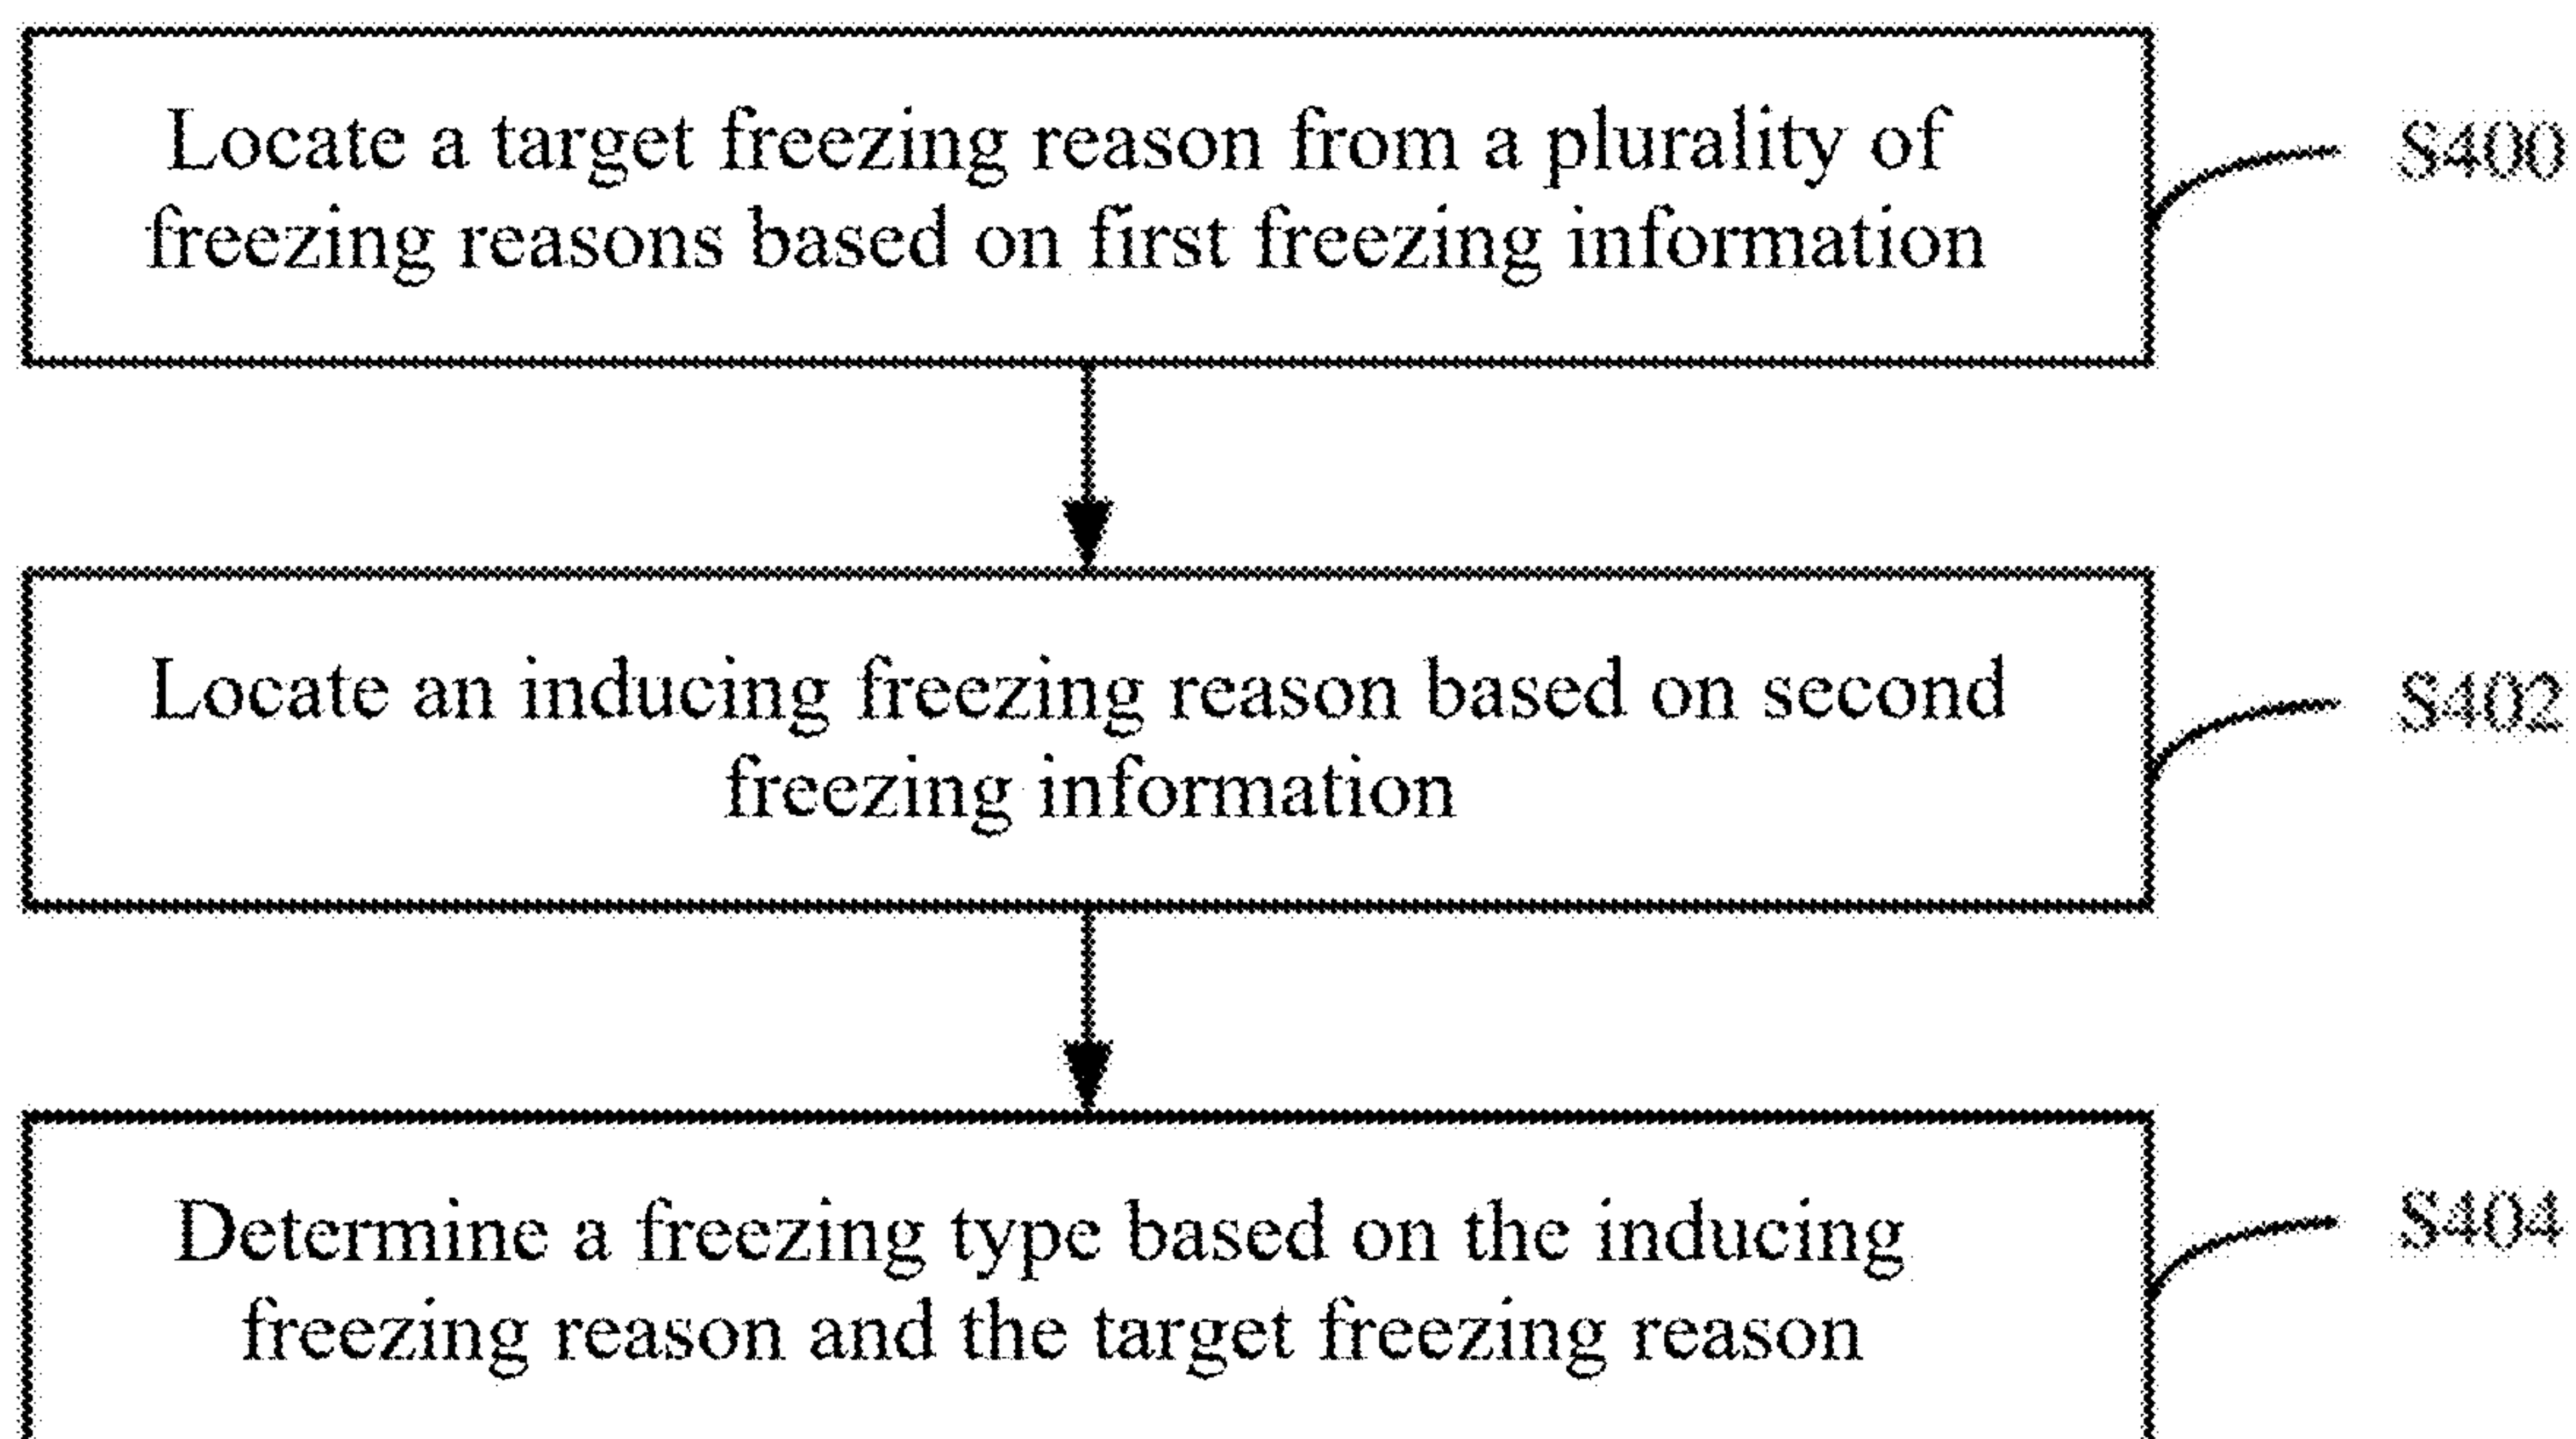 Locate a target freezing reason from a plurality of
freezing reasons based on first freezing information
S400
Locate an inducing freezing reason based on second
freezing information
S402
Determine a freezing type based on the inducing
freezing reason and the target freezing reason
S404